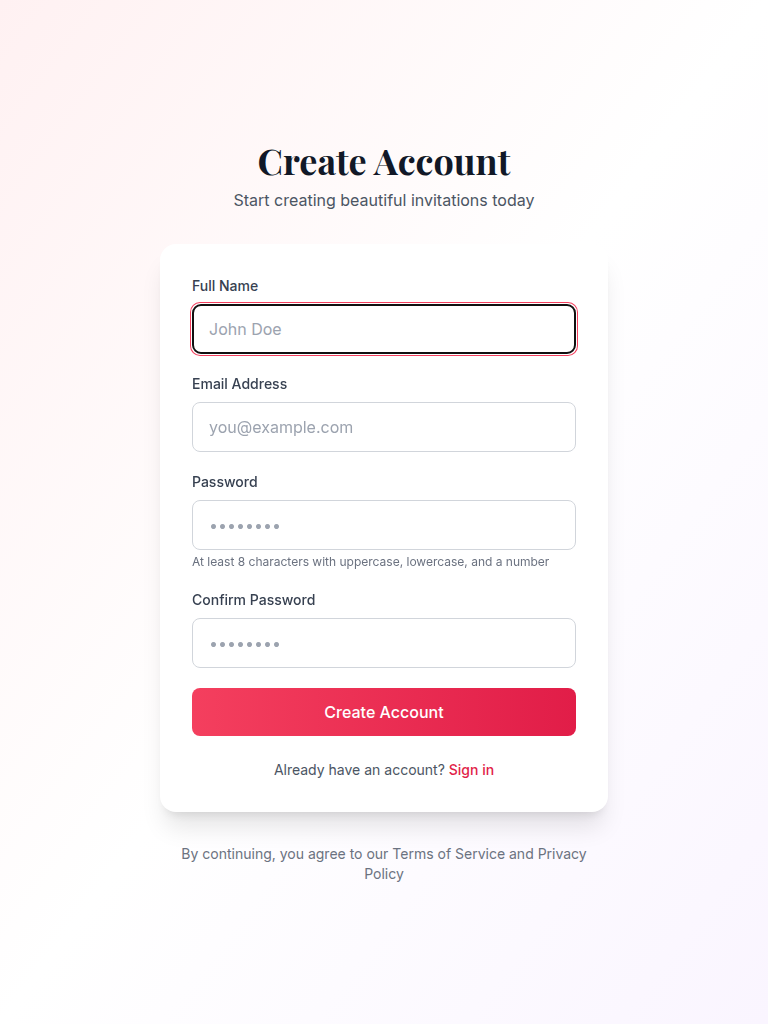 Create Account
Start creating beautiful invitations today
Full Name
John Doe
Email Address
you@example.com
Password
••••••••
At least 8 characters with uppercase, lowercase, and a number
Confirm Password
••••••••
Create Account
Already have an account? Sign in
By continuing, you agree to our Terms of Service and Privacy
Policy